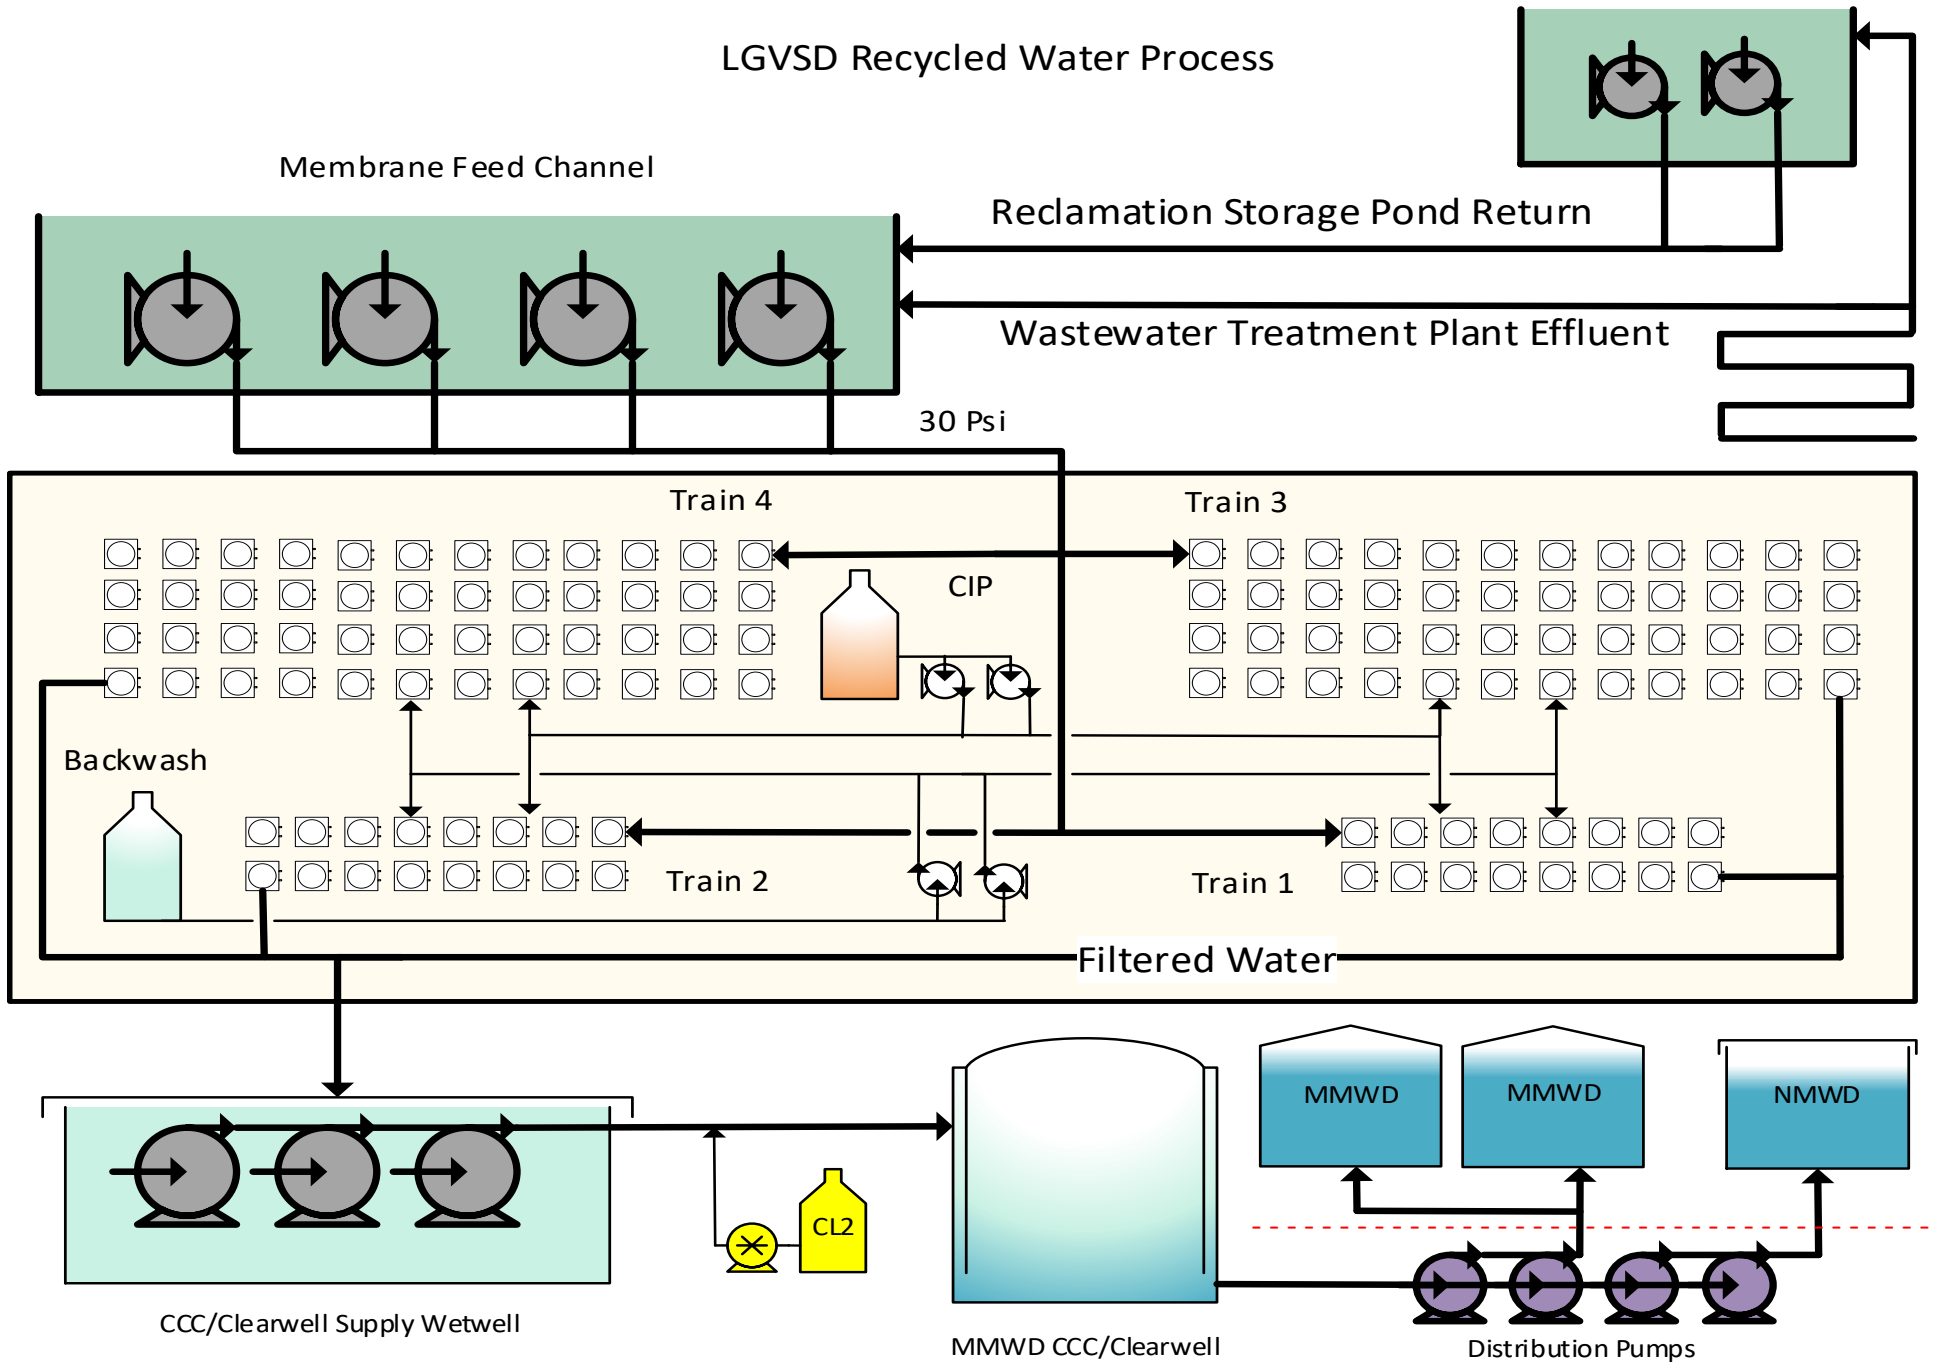 LGVSD Recycled Water Process
Membrane Feed Channel
Reclamation Storage Pond Return
Wastewater Treatment Plant Effluent
30 Psi
Train 4
Train 3
CIP
Backwash
Train 2
Train 1
Filtered Water
MMWD
MMWD
NMWD
CL2
CCC/Clearwell Supply Wetwell
MMWD CCC/Clearwell
Distribution Pumps